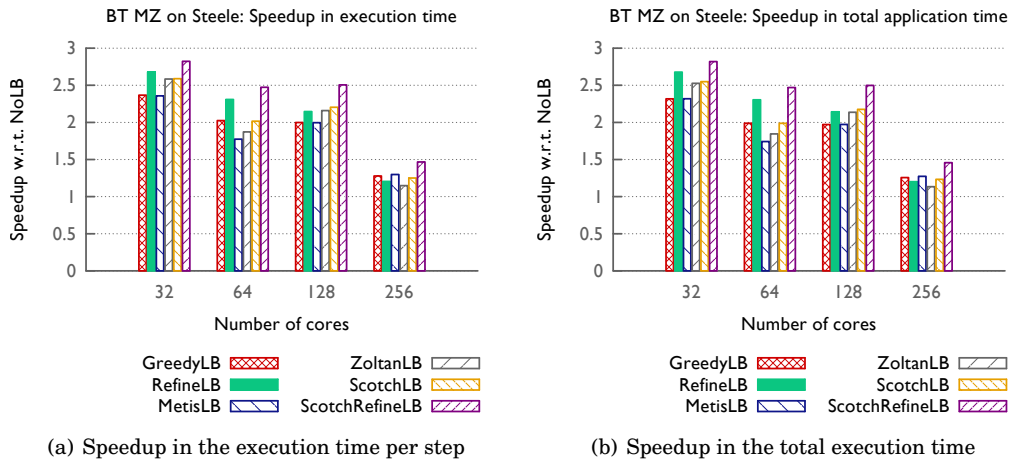 BT MZ on Steele: Speedup in execution time
Speedup w.r.t. NoLB
3
2.5
2
1.5
1
0.5
0
32 64 128 256
Number of cores
GreedyLB ZoltanLB
RefineLB ScotchLB
MetisLB ScotchRefineLB
(a) Speedup in the execution time per step
BT MZ on Steele: Speedup in total application time
Speedup w.r.t. NoLB
3
2.5
2
1.5
1
0.5
0
32 64 128 256
Number of cores
GreedyLB ZoltanLB
RefineLB ScotchLB
MetisLB ScotchRefineLB
(b) Speedup in the total execution time